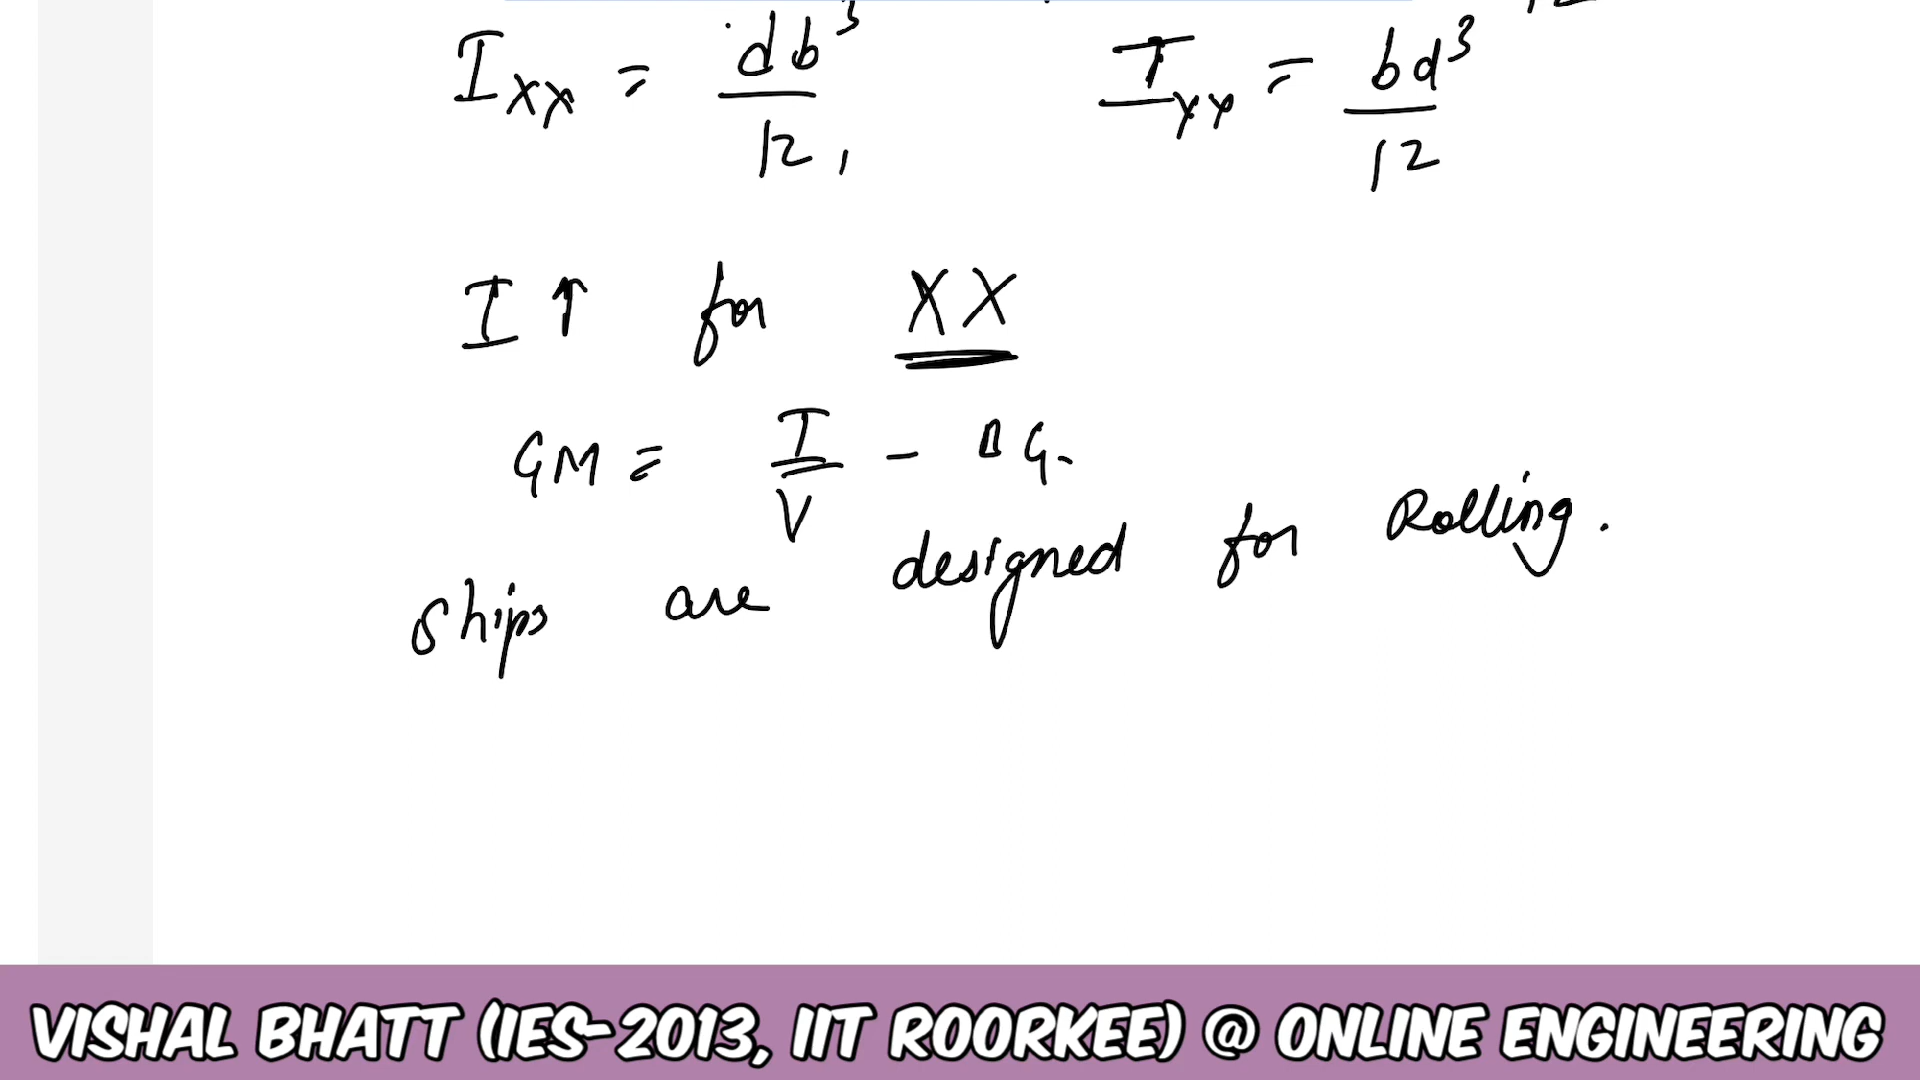 Ixx = db³/12, Iyy = bd³/12
I↑ for XX
GM = I/V - BG.
Ships are designed for Rolling.
VISHAL BHATT (IES-2013, IIT ROORKEE) @ ONLINE ENGINEERING